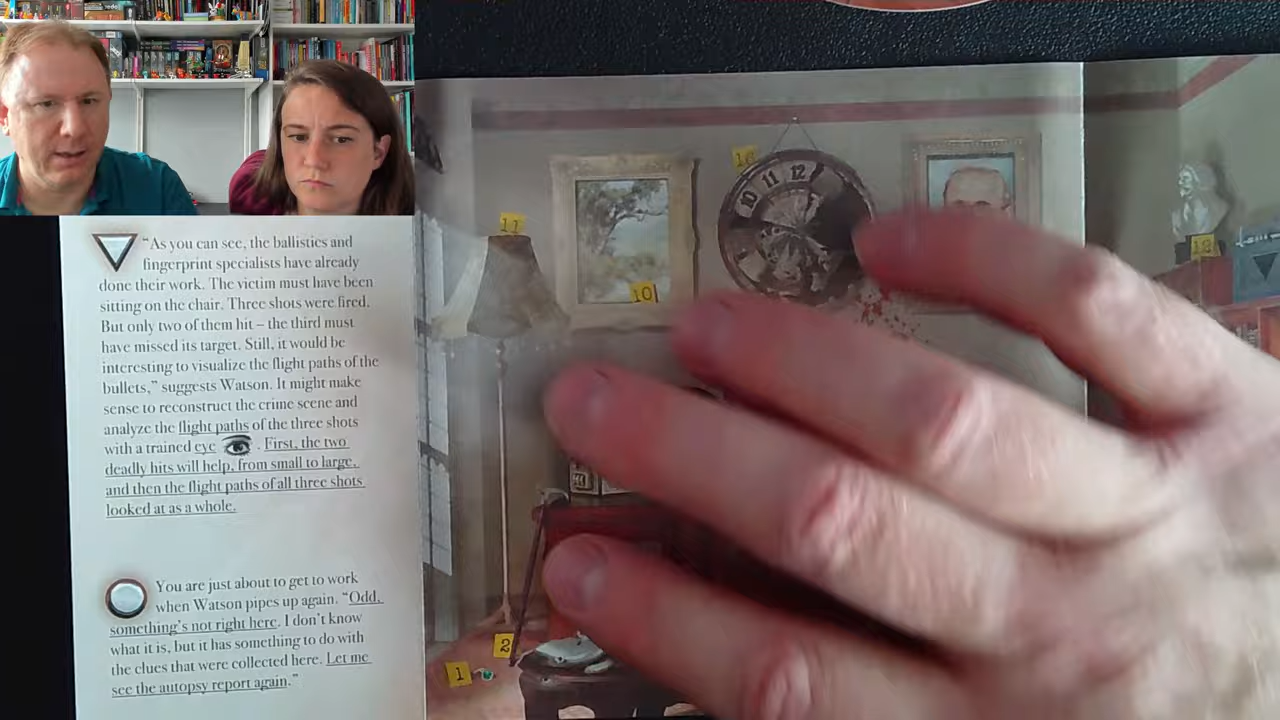 "As you can see, the ballistics and
fingerprint specialists have already
done their work. The victim must have been
sitting on the chair. Three shots were fired.
But only two of them hit – the third must
have missed its target. Still, it would be
interesting to visualize the flight paths of the
bullets," suggests Watson. It might make
sense to reconstruct the crime scene and
analyze the flight paths of the three shots
with a trained eye . First, the two
deadly hits will help, from small to large,
and then the flight paths of all three shots
looked at as a whole.
You are just about to get to work
when Watson pipes up again. "Odd,
something's not right here. I don't know
what it is, but it has something to do with
the clues that were collected here. Let me
see the autopsy report again."
11
10
10 11 12
2
1